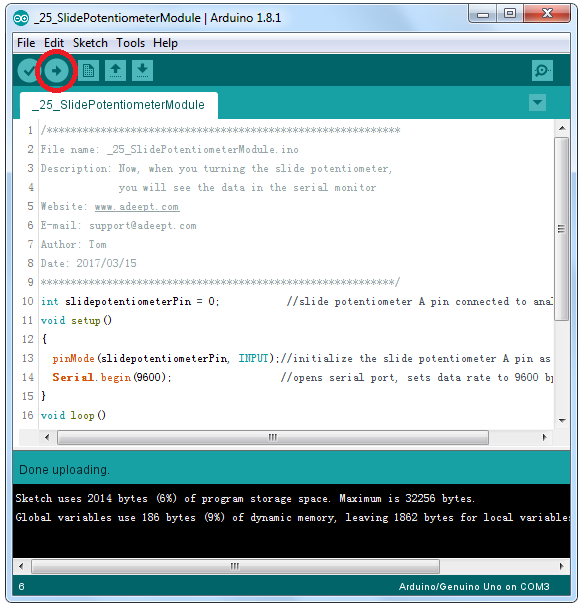 _25_SlidePotentiometerModule | Arduino 1.8.1
File Edit Sketch Tools Help
_25_SlidePotentiometerModule
1 /***********************************************************
2 File name: _25_SlidePotentiometerModule.ino
3 Description: Now, when you turning the slide potentiometer,
4 you will see the data in the serial monitor
5 Website: www.adeept.com
6 E-mail: support@adeept.com
7 Author: Tom
8 Date: 2017/03/15
9 ***********************************************************/
10 int slidepotentiometerPin = 0; //slide potentiometer A pin connected to anal
11 void setup()
12 {
13 pinMode(slidepotentiometerPin, INPUT);//initialize the slide potentiometer A pin as
14 Serial.begin(9600); //opens serial port, sets data rate to 9600 bp
15 }
16 void loop()
Done uploading.
Sketch uses 2014 bytes (6%) of program storage space. Maximum is 32256 bytes.
Global variables use 186 bytes (9%) of dynamic memory, leaving 1862 bytes for local variables
6 Arduino/Genuino Uno on COM3